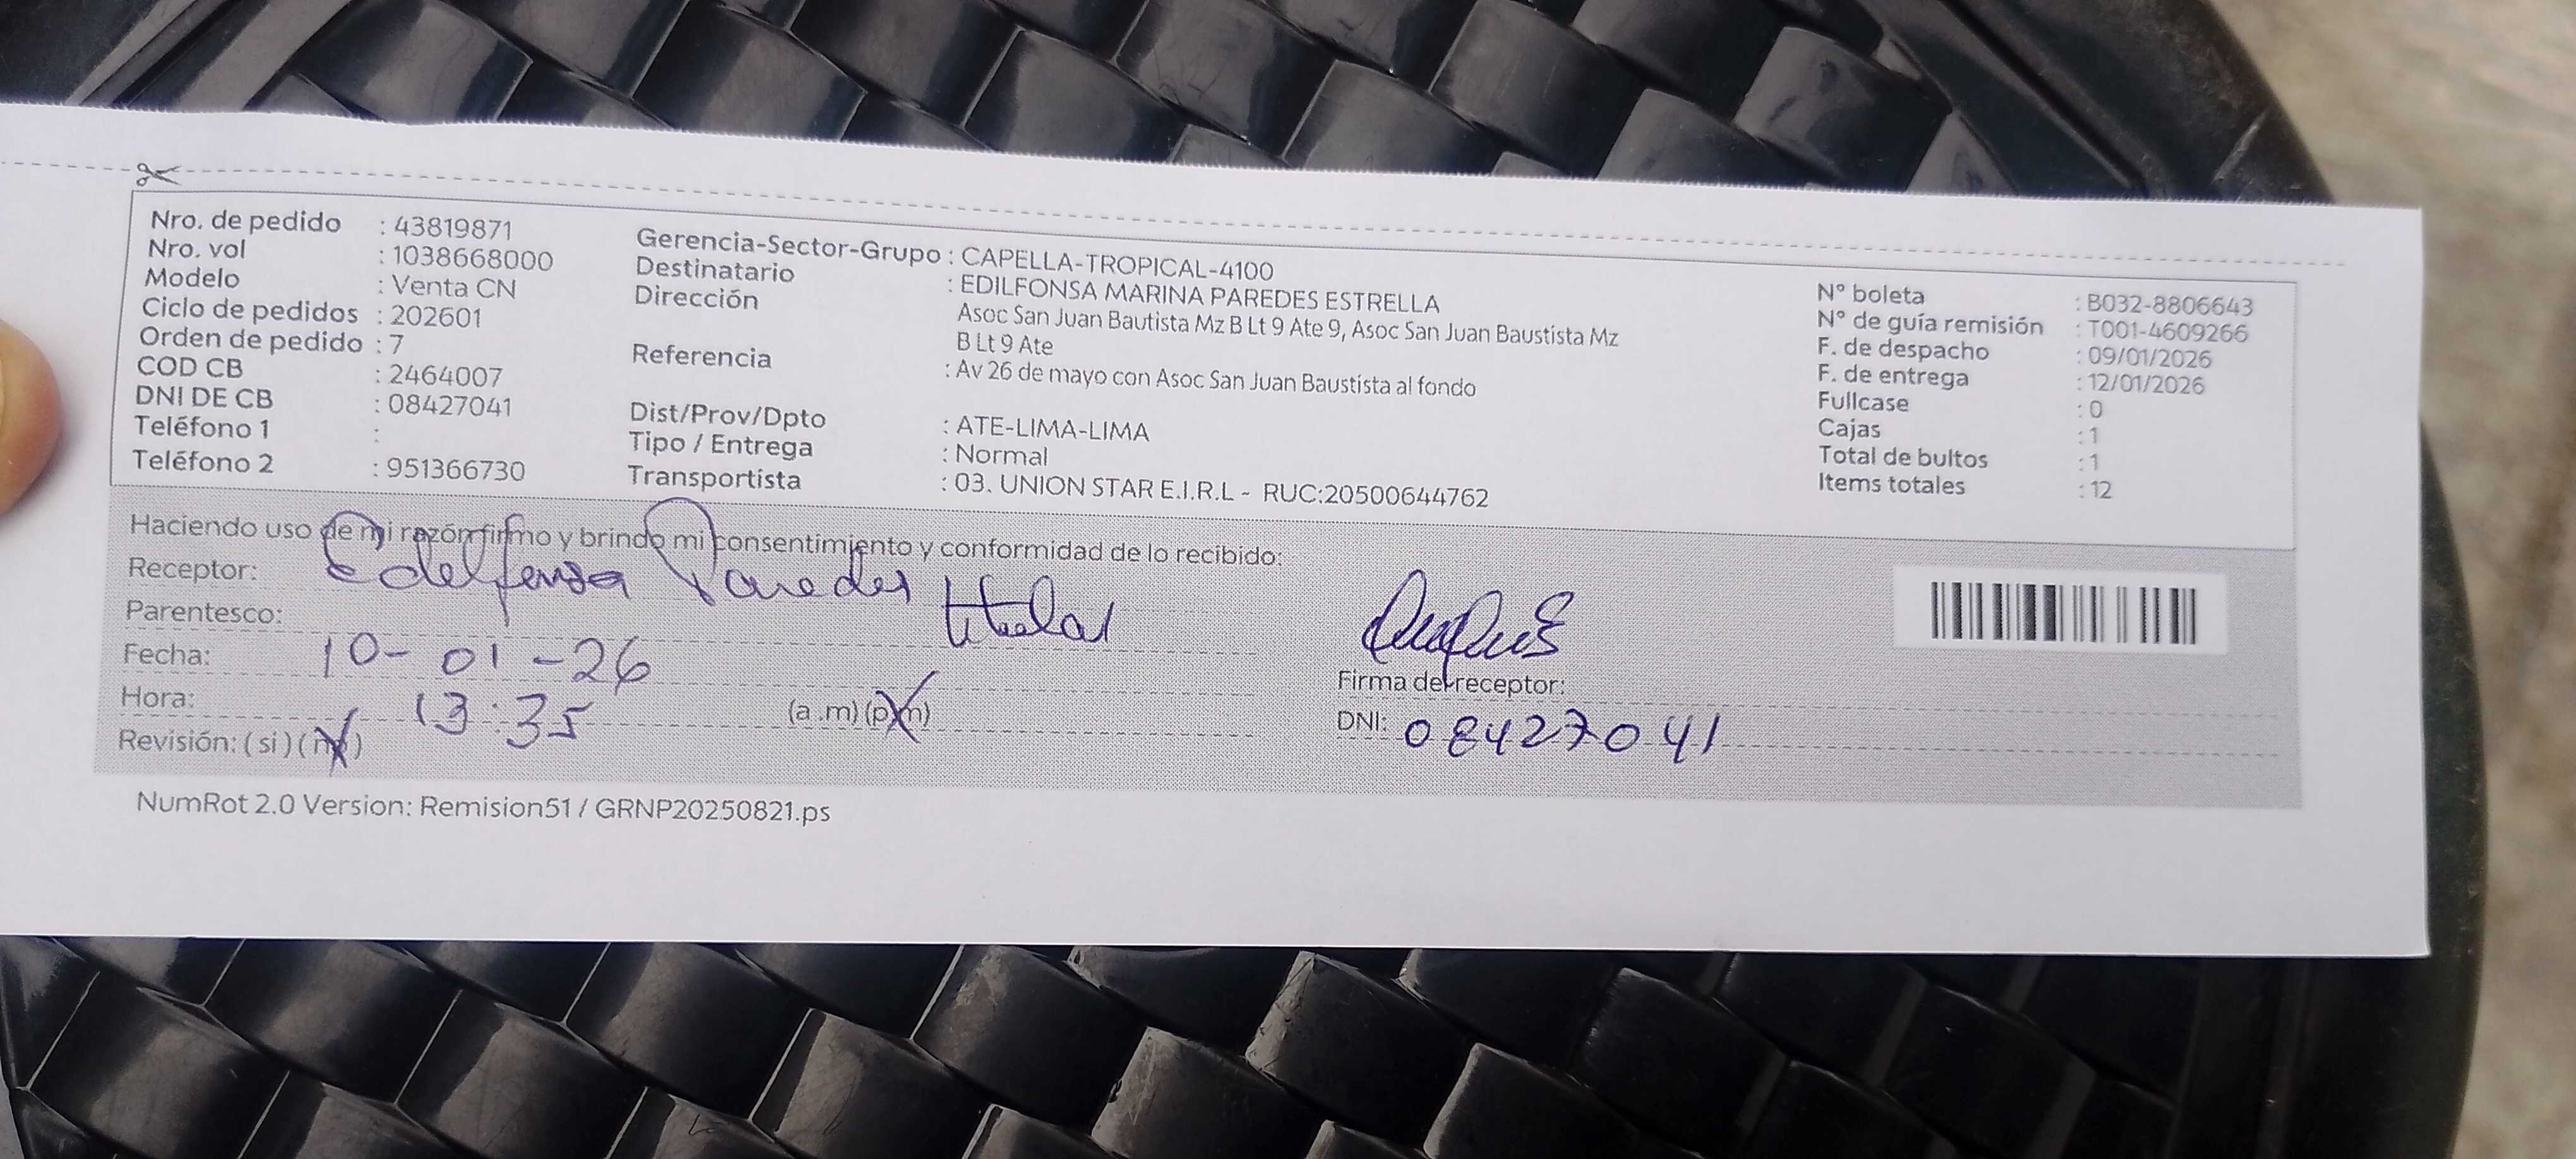 Nro. de pedido : 43819871
Nro. vol : 1038668000
Modelo : Venta CN
Ciclo de pedidos : 202601
Orden de pedido : 7
COD CB : 2464007
DNI DE CB : 08427041
Teléfono 1 :
Teléfono 2 : 951366730
Gerencia-Sector-Grupo : CAPELLA-TROPICAL-4100
Destinatario : EDILFONSA MARINA PAREDES ESTRELLA
Dirección Asoc San Juan Bautista Mz B Lt 9 Ate 9, Asoc San Juan Baustista Mz
B Lt 9 Ate
Referencia : Av 26 de mayo con Asoc San Juan Baustista al fondo
Dist/Prov/Dpto : ATE-LIMA-LIMA
Tipo / Entrega : Normal
Transportista : 03. UNION STAR E.I.R.L - RUC:20500644762
N° boleta : B032-8806643
N° de guía remisión : T001-4609266
F. de despacho : 09/01/2026
F. de entrega : 12/01/2026
Fullcase : 0
Cajas : 1
Total de bultos : 1
Items totales : 12
Haciendo uso de mi razón firmo y brindo mi consentimiento y conformidad de lo recibido:
Receptor: Edelfonsa Paredes
Parentesco: titular
Fecha: 10-01-26
Hora: 13:35 (a.m) (p.m)
Revisión: (si) (no)
Firma del receptor:
DNI: 08427041
NumRot 2.0 Version: Remision51 / GRNP20250821.ps